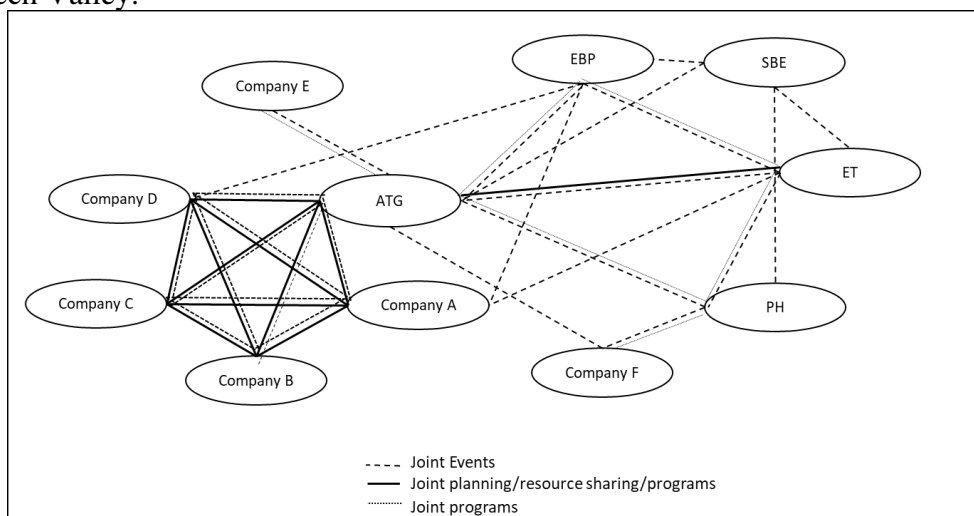 EBP
SBE
Company E
ET
Company D
ATG
Company C
Company A
PH
Company F
Company B
Joint Events
Joint planning/resource sharing/programs
Joint programs